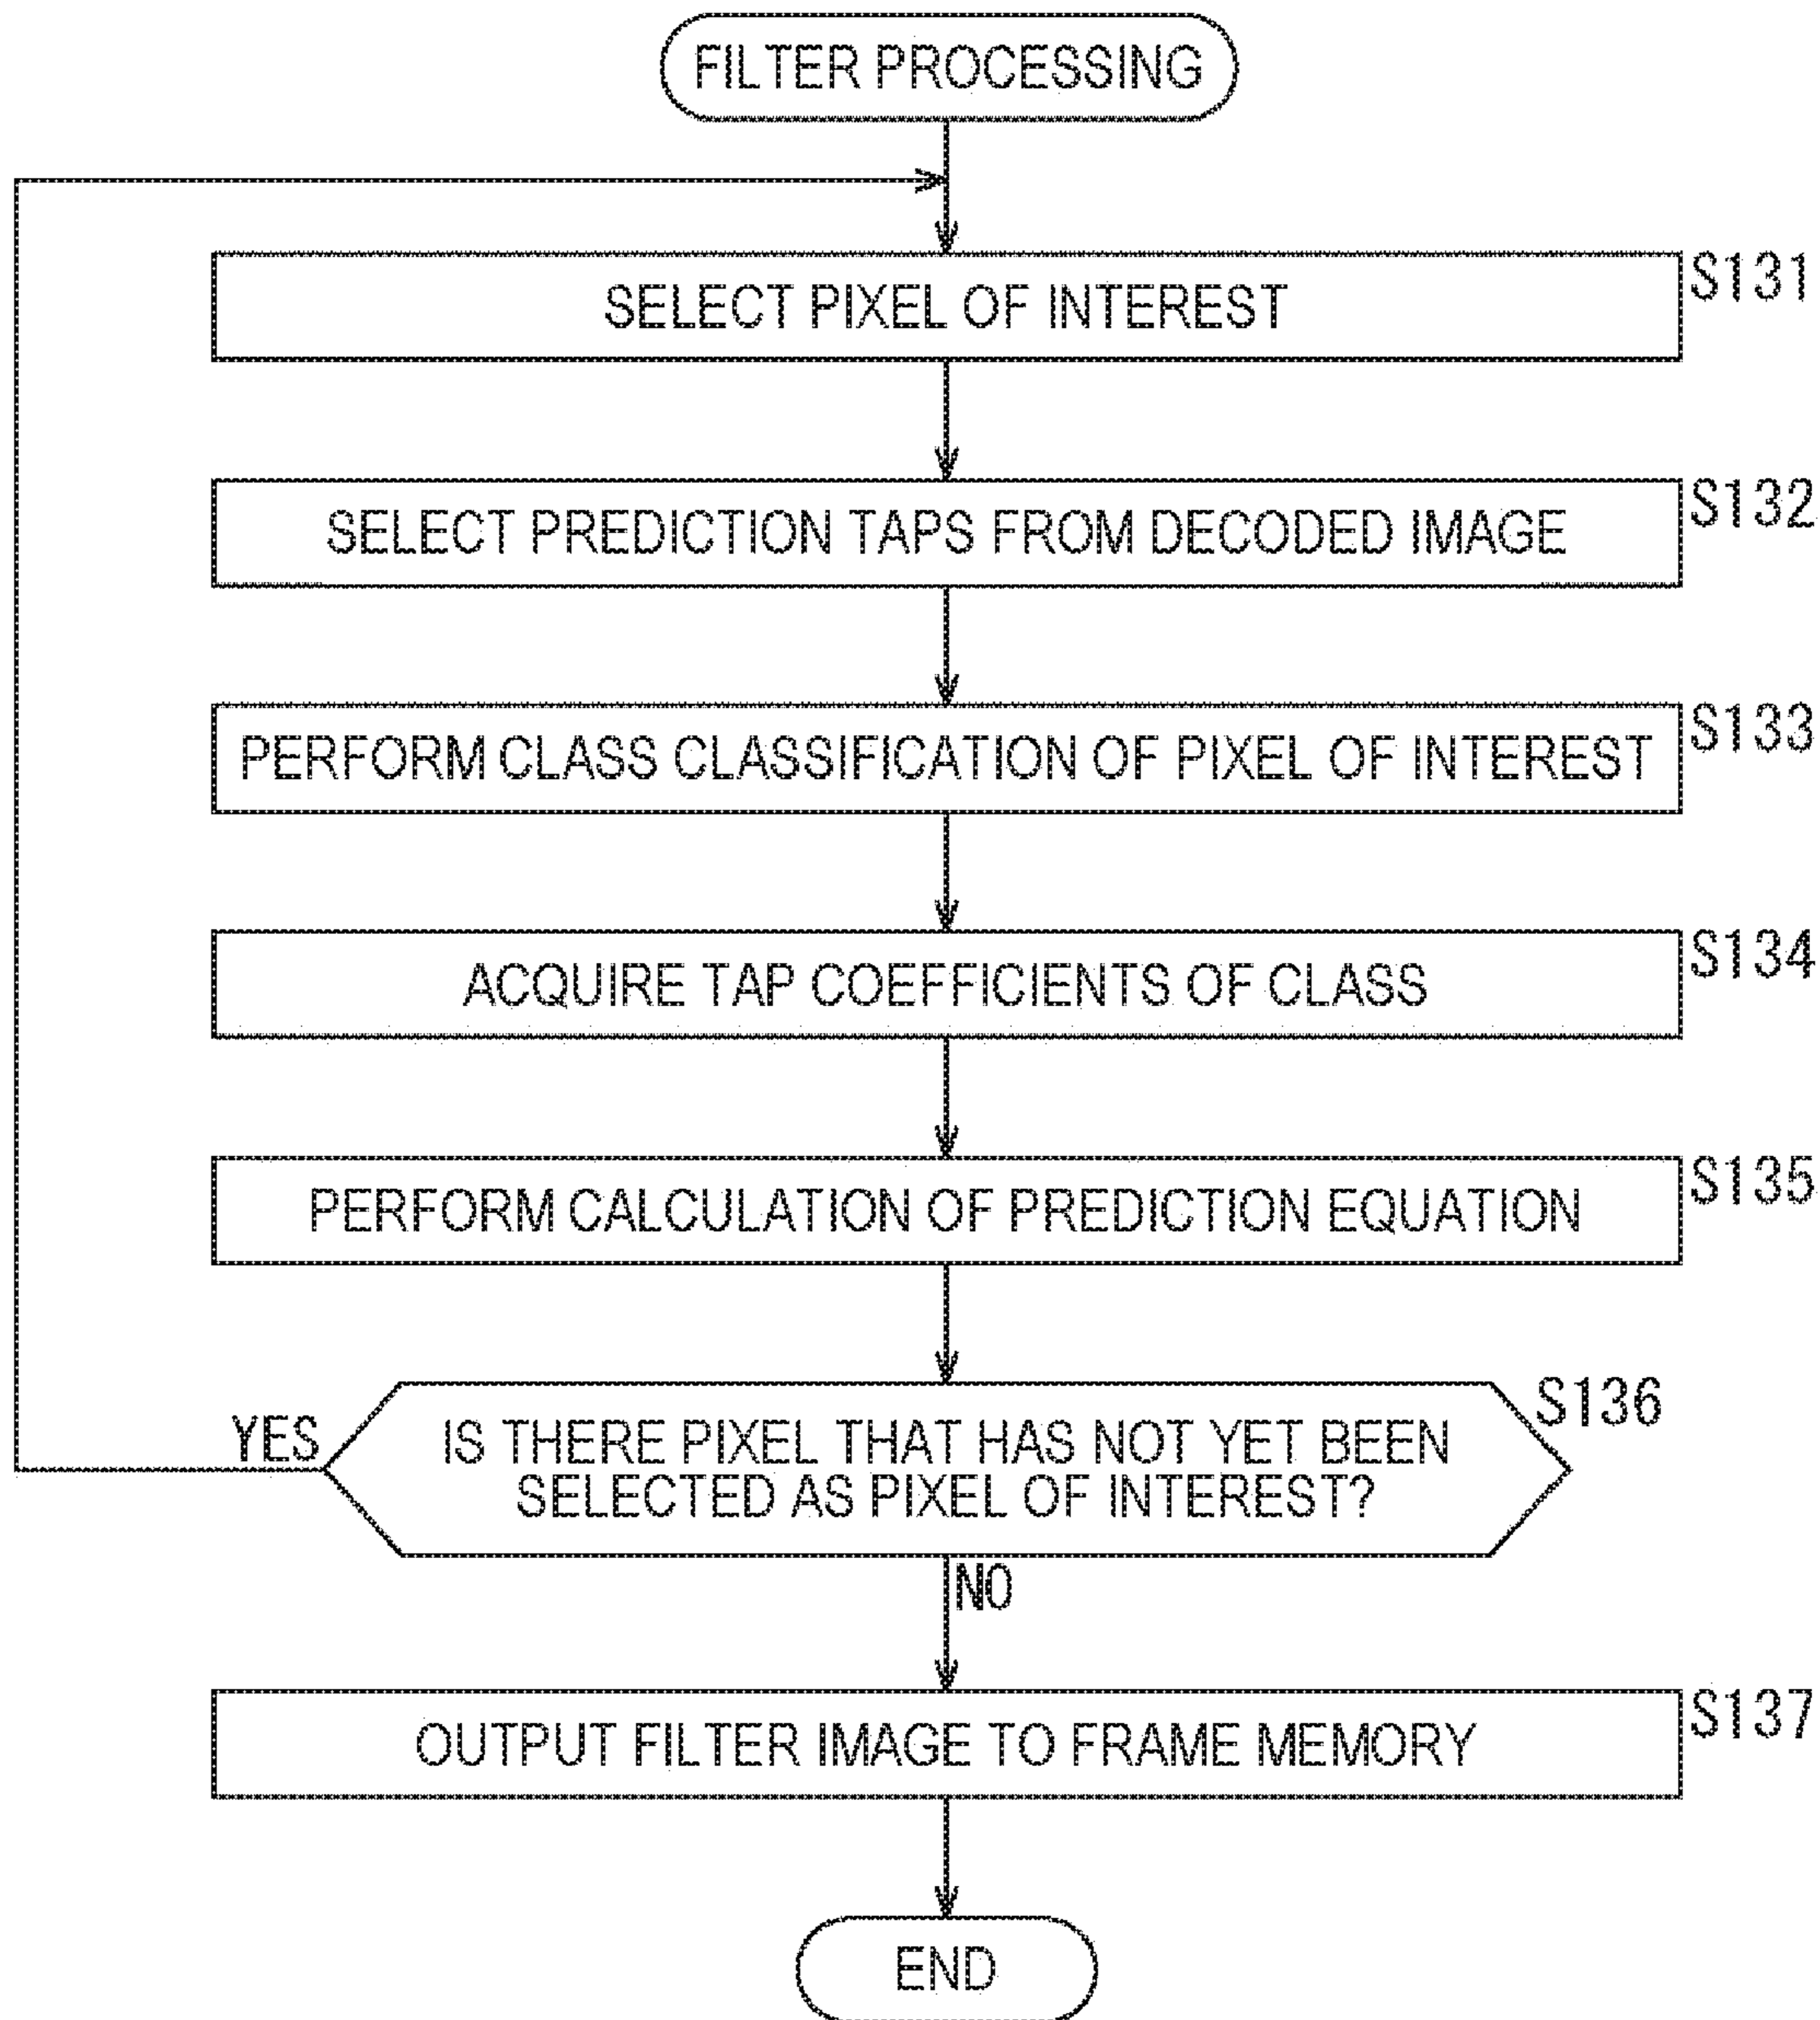 FILTER PROCESSING
SELECT PIXEL OF INTEREST
S131
SELECT PREDICTION TAPS FROM DECODED IMAGE
S132
PERFORM CLASS CLASSIFICATION OF PIXEL OF INTEREST
S133
ACQUIRE TAP COEFFICIENTS OF CLASS
S134
PERFORM CALCULATION OF PREDICTION EQUATION
S135
S136
YES
IS THERE PIXEL THAT HAS NOT YET BEEN
SELECTED AS PIXEL OF INTEREST?
NO
OUTPUT FILTER IMAGE TO FRAME MEMORY
S137
END